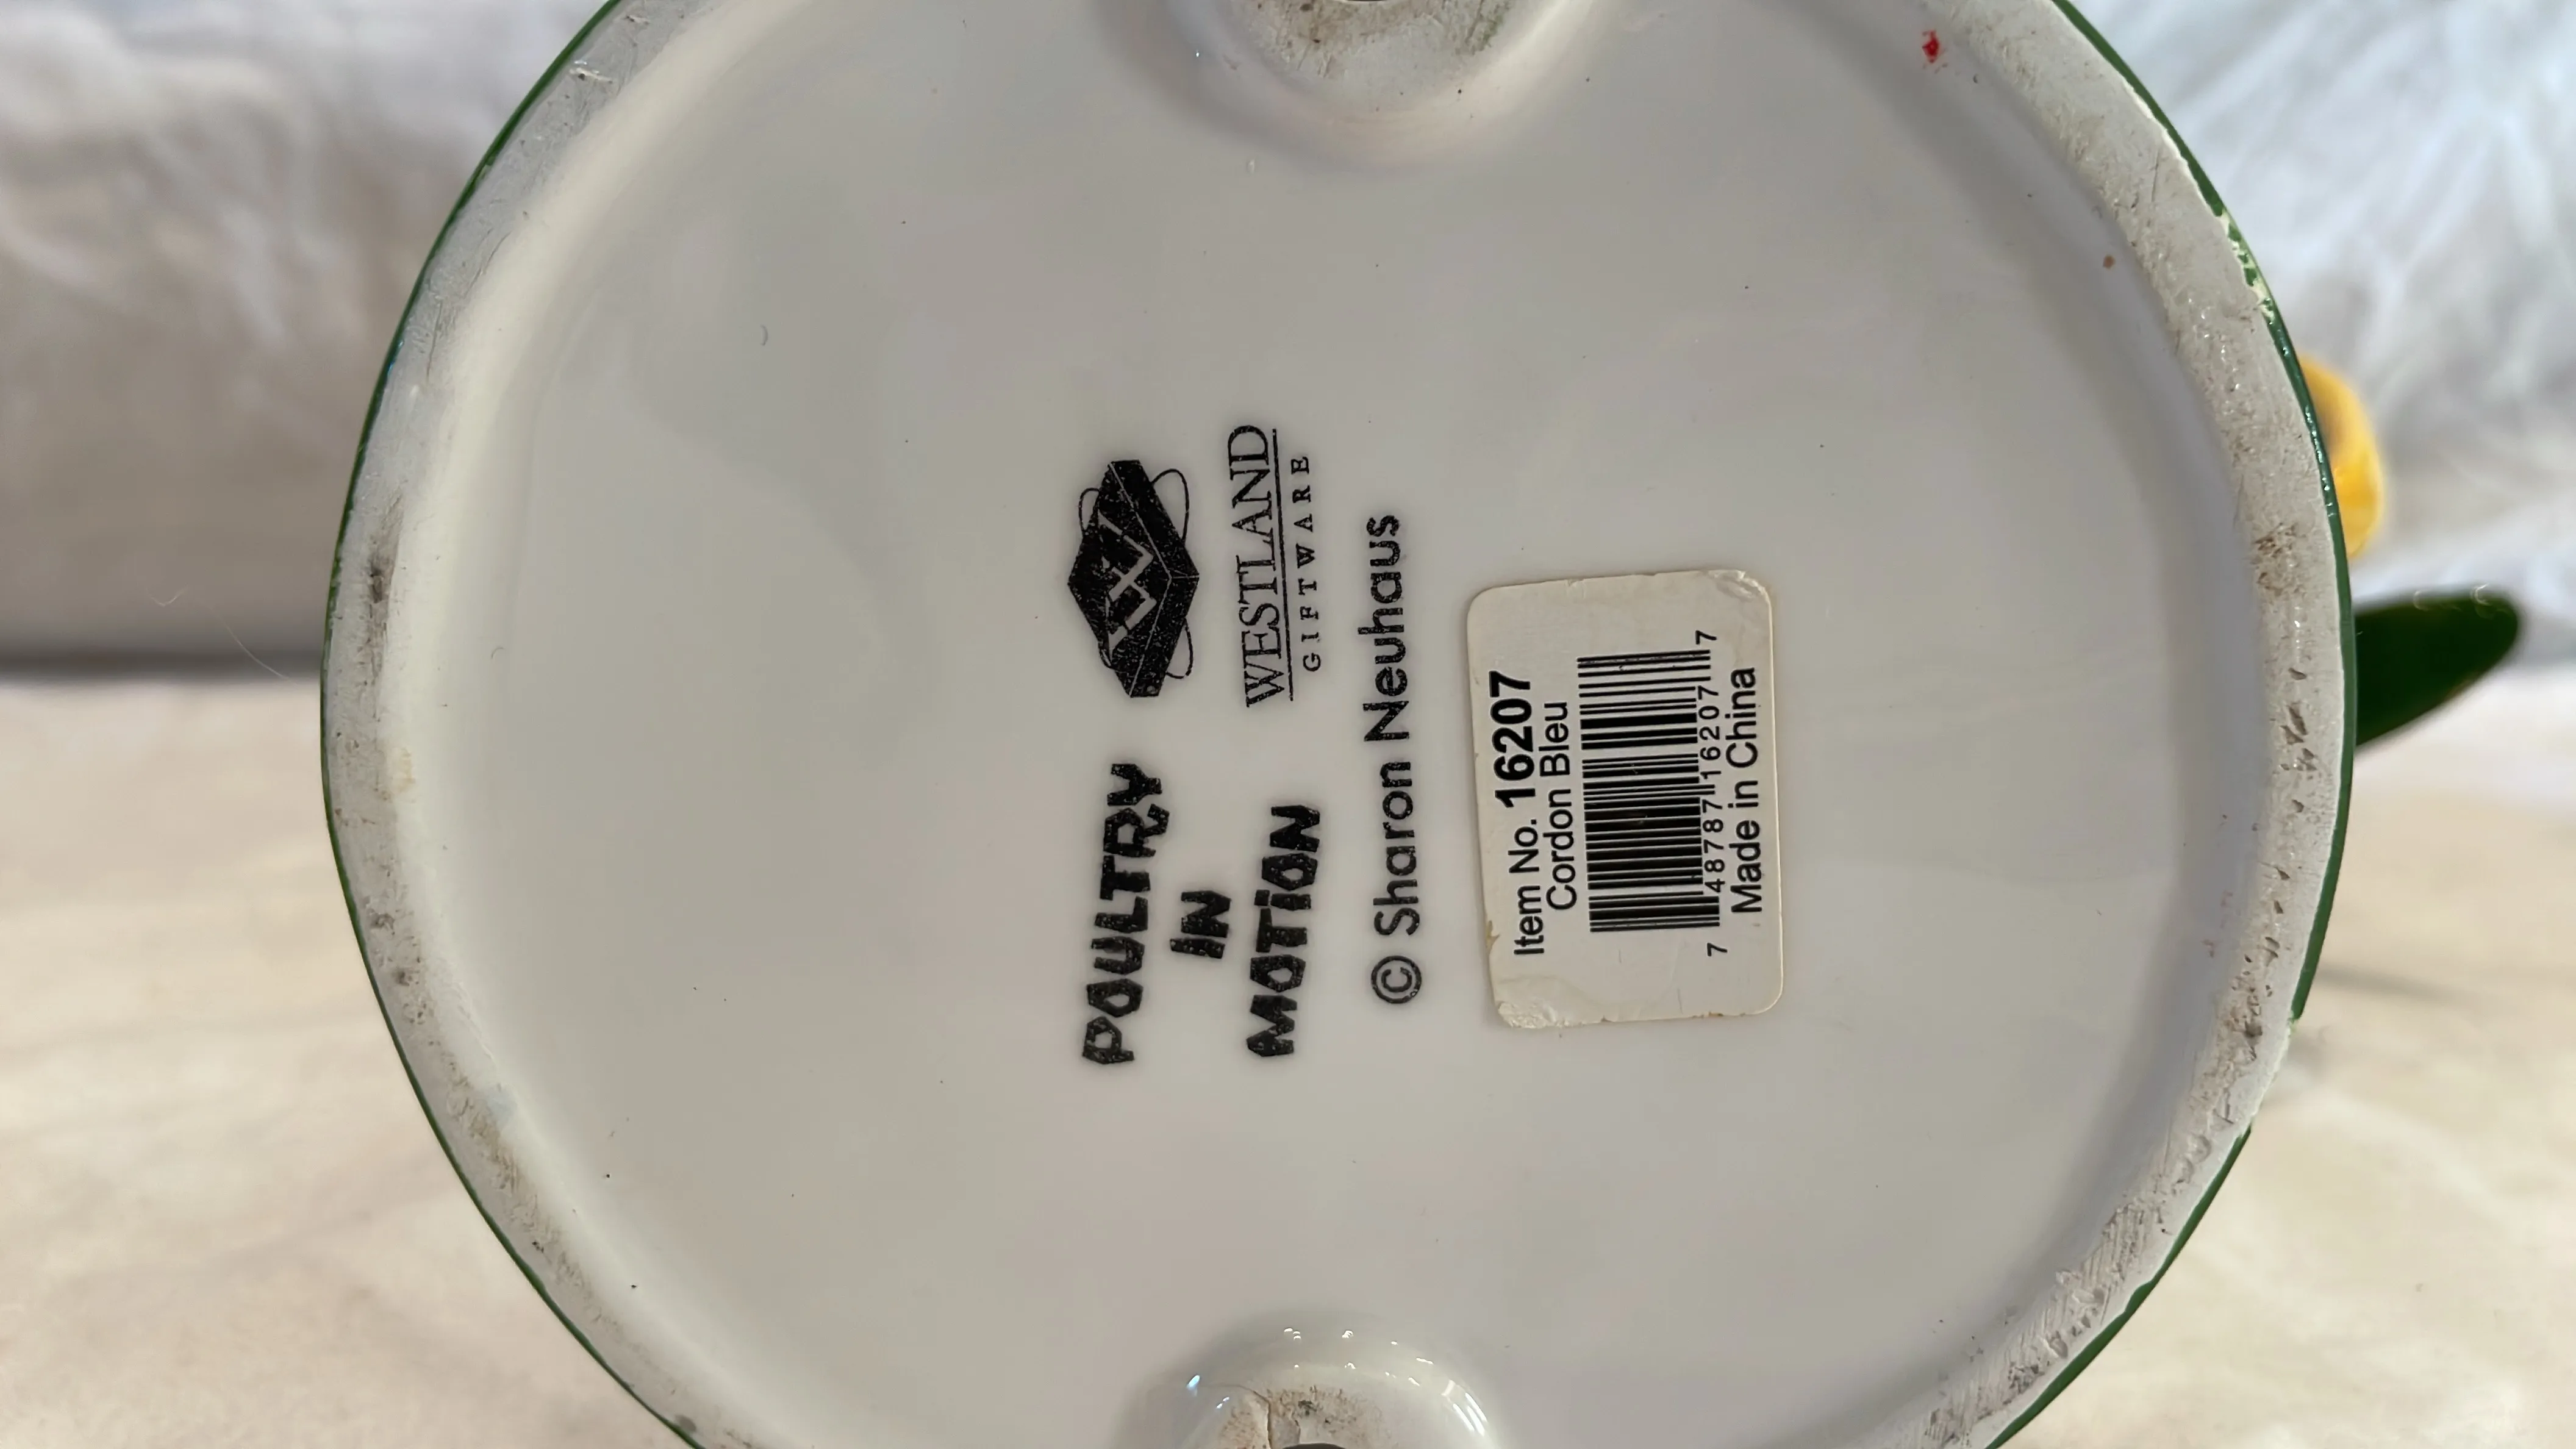 POULTRY
IN
MOTION
WESTLAND
GIFTWARE
© Sharon Neuhaus
Item No. 16207
Cordon Bleu
7 48787 16207 7
Made in China